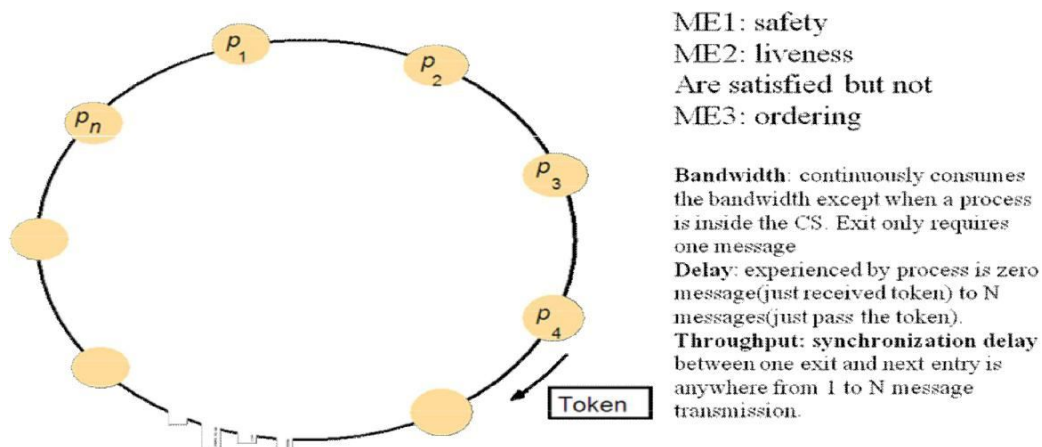 p1
p2
pn
p3
p4
Token
ME1: safety
ME2: liveness
Are satisfied but not
ME3: ordering
Bandwidth: continuously consumes
the bandwidth except when a process
is inside the CS. Exit only requires
one message
Delay: experienced by process is zero
message(just received token) to N
messages(just pass the token).
Throughput: synchronization delay
between one exit and next entry is
anywhere from 1 to N message
transmission.